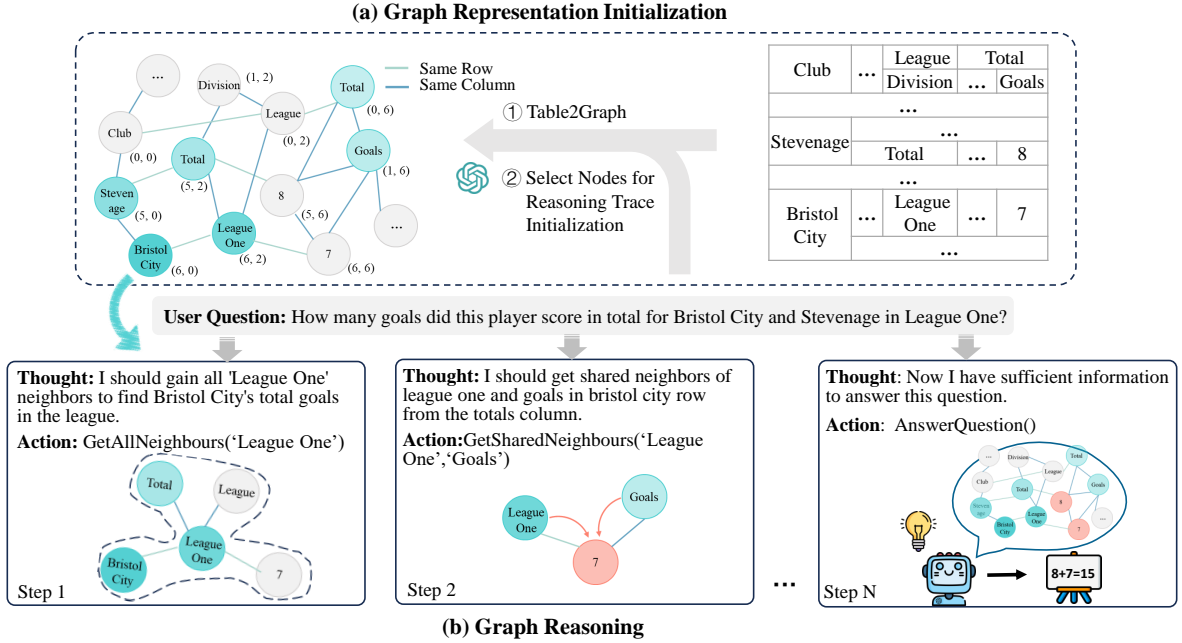 (a) Graph Representation Initialization
...
Division
(1, 2)
Same Row
Same Column
Total
(0, 6)
Club
(0, 0)
League
(0, 2)
Total
(5, 2)
Goals
(1, 6)
Steven
age
(5, 0)
8
(5, 6)
...
League
One
(6, 2)
Bristol
City
(6, 0)
7
(6, 6)
① Table2Graph
② Select Nodes for
Reasoning Trace
Initialization
Club ... League Total
Division ... Goals
...
Stevenage ...
Total ... 8
...
Bristol
City ... League
One ... 7
...
User Question: How many goals did this player score in total for Bristol City and Stevenage in League One?
Thought: I should gain all 'League One'
neighbors to find Bristol City's total goals
in the league.
Action: GetAllNeighbours(‘League One’)
Total
League
League
One
Bristol
City
7
Step 1
Thought: I should get shared neighbors of
league one and goals in bristol city row
from the totals column.
Action:GetSharedNeighbours(‘League
One’,‘Goals’)
League
One
Goals
7
Step 2
...
Thought: Now I have sufficient information
to answer this question.
Action: AnswerQuestion()
...
Division
Total
Club
League
Total
Goals
Steven
age
8
...
League
One
Bristol
City
7
8+7=15
Step N
(b) Graph Reasoning